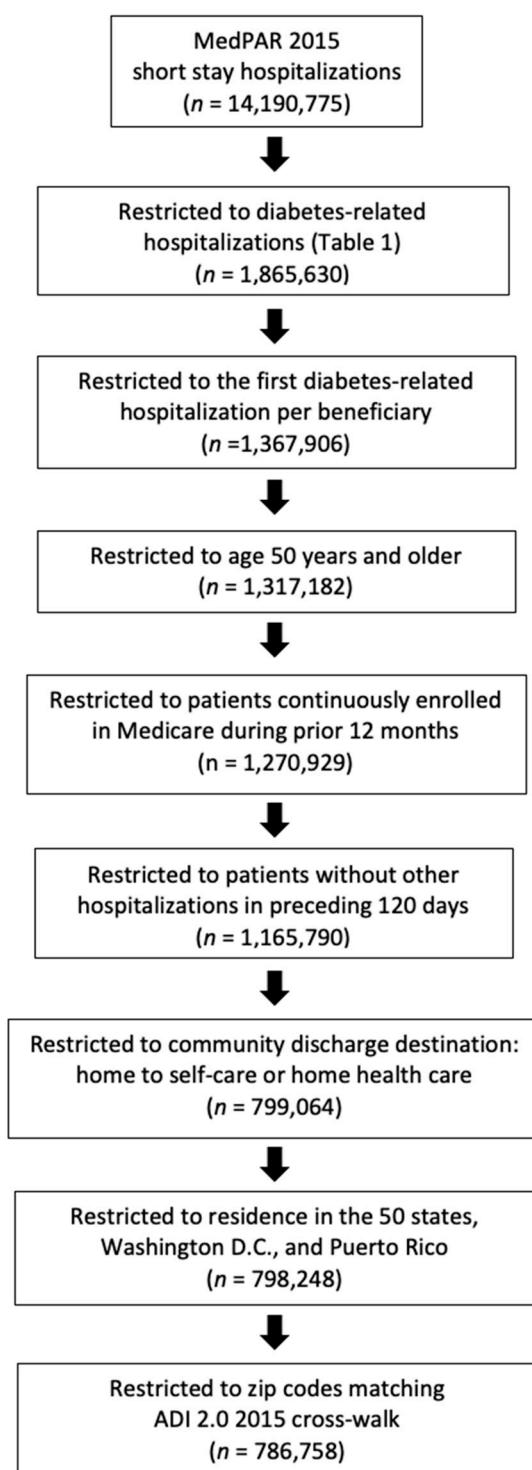 MedPAR 2015
short stay hospitalizations
(n = 14,190,775)
Restricted to diabetes-related
hospitalizations (Table 1)
(n = 1,865,630)
Restricted to the first diabetes-related
hospitalization per beneficiary
(n =1,367,906)
Restricted to age 50 years and older
(n = 1,317,182)
Restricted to patients continuously enrolled
in Medicare during prior 12 months
(n = 1,270,929)
Restricted to patients without other
hospitalizations in preceding 120 days
(n = 1,165,790)
Restricted to community discharge destination:
home to self-care or home health care
(n = 799,064)
Restricted to residence in the 50 states,
Washington D.C., and Puerto Rico
(n = 798,248)
Restricted to zip codes matching
ADI 2.0 2015 cross-walk
(n = 786,758)